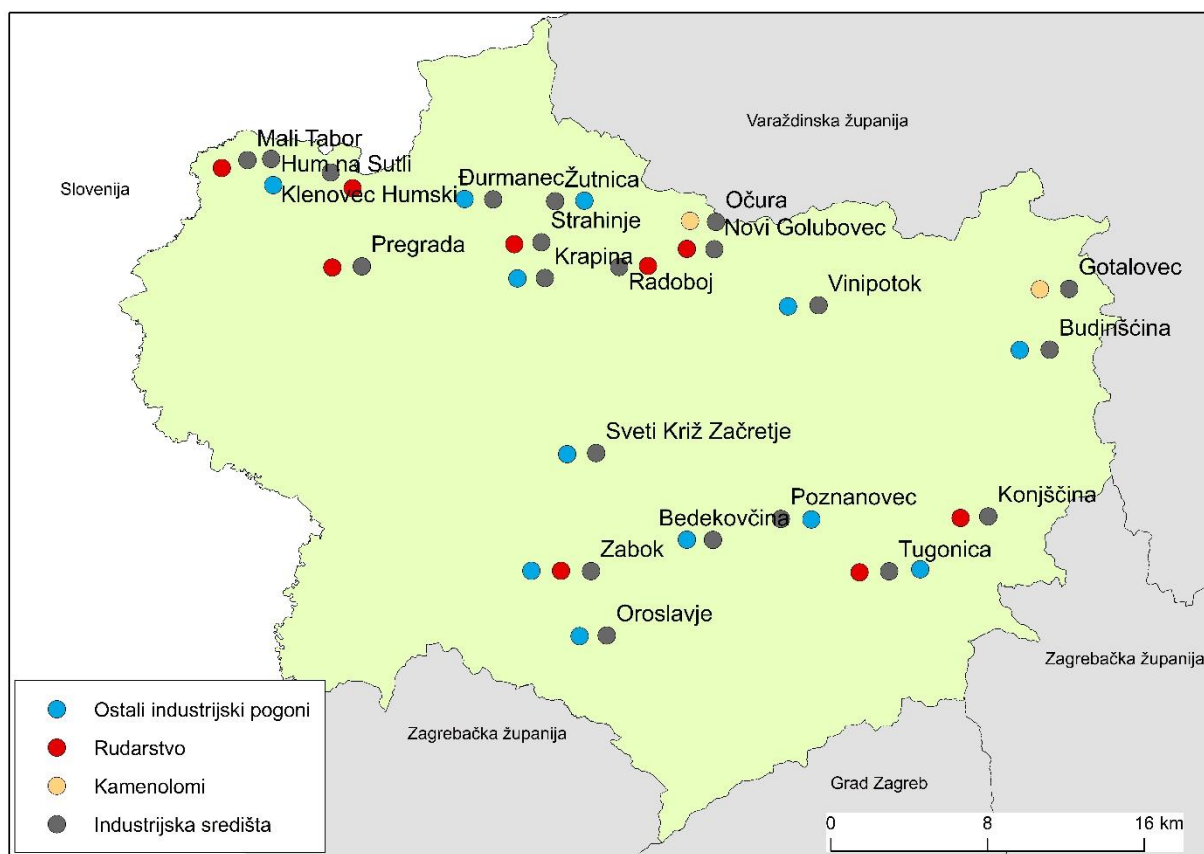 Varaždinska županija
Mali Tabor
Hum na Sutli
Slovenija
Klenovec Humski
Đurmanec
Žutnica
Očura
Strahinje
Novi Golubovec
Pregrada
Krapina
Radoboj
Gotalovec
Vinipotok
Budinšćina
Sveti Križ Začretje
Poznanovec
Konjščina
Bedekovčina
Zabok
Tugonica
Oroslavje
Zagrebačka županija
Zagrebačka županija
Grad Zagreb
Ostali industrijski pogoni
Rudarstvo
Kamenolomi
Industrijska središta
0 8 16 km